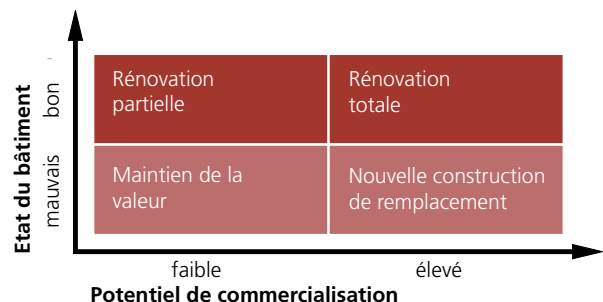 Etat du bâtiment
bon
mauvais
Rénovation
partielle
Rénovation
totale
Maintien de la
valeur
Nouvelle construction
de remplacement
faible
élevé
Potentiel de commercialisation